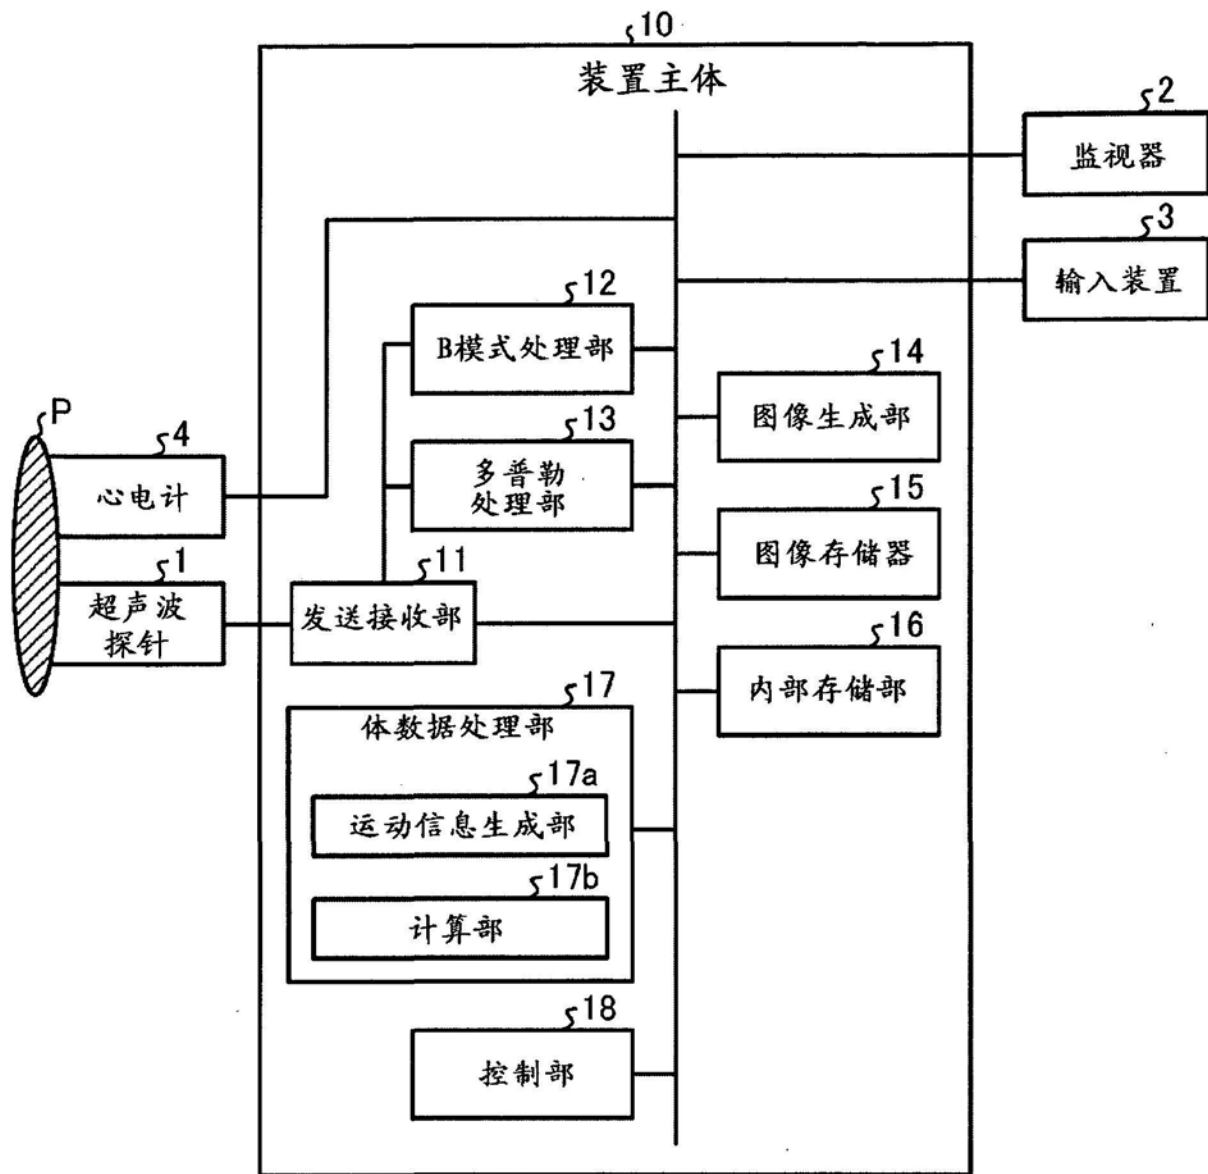 10
装置主体
2
监视器
3
输入装置
12
B模式处理部
14
图像生成部
P
4
心电计
13
多普勒
处理部
15
图像存储器
1
超声波
探针
11
发送接收部
16
内部存储部
17
体数据处理部
17a
运动信息生成部
17b
计算部
18
控制部